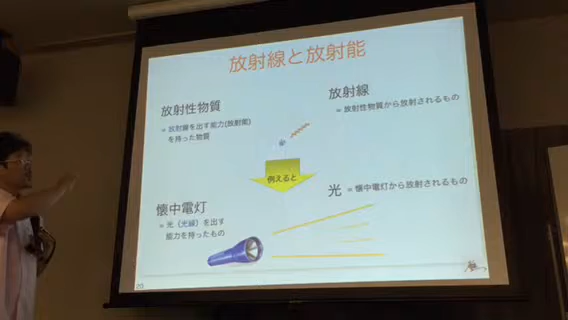 放射線と放射能
放射性物質
= 放射線を出す能力(放射能)
を持った物質
放射線
= 放射性物質から放射されるもの
例えると
懐中電灯
= 光（光線）を出す
能力を持ったもの
光 = 懐中電灯から放射されるもの